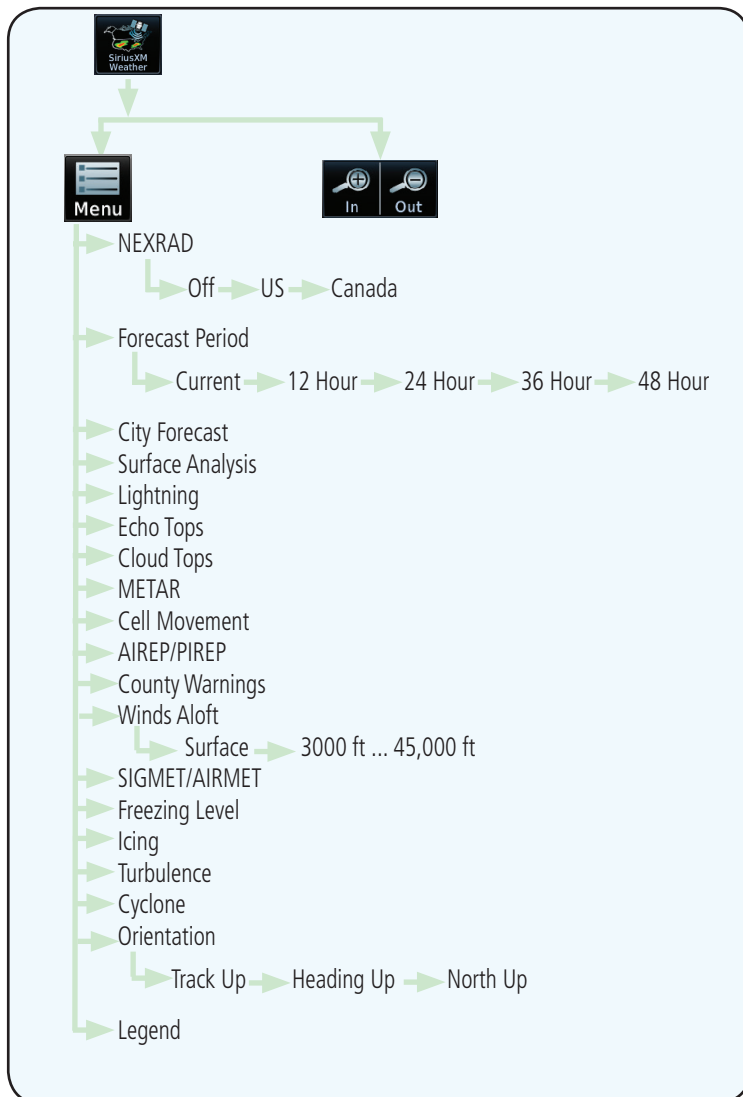 SiriusXM
Weather
Menu
In Out
NEXRAD
Off US Canada
Forecast Period
Current 12 Hour 24 Hour 36 Hour 48 Hour
City Forecast
Surface Analysis
Lightning
Echo Tops
Cloud Tops
METAR
Cell Movement
AIREP/PIREP
County Warnings
Winds Aloft
Surface 3000 ft ... 45,000 ft
SIGMET/AIRMET
Freezing Level
Icing
Turbulence
Cyclone
Orientation
Track Up Heading Up North Up
Legend